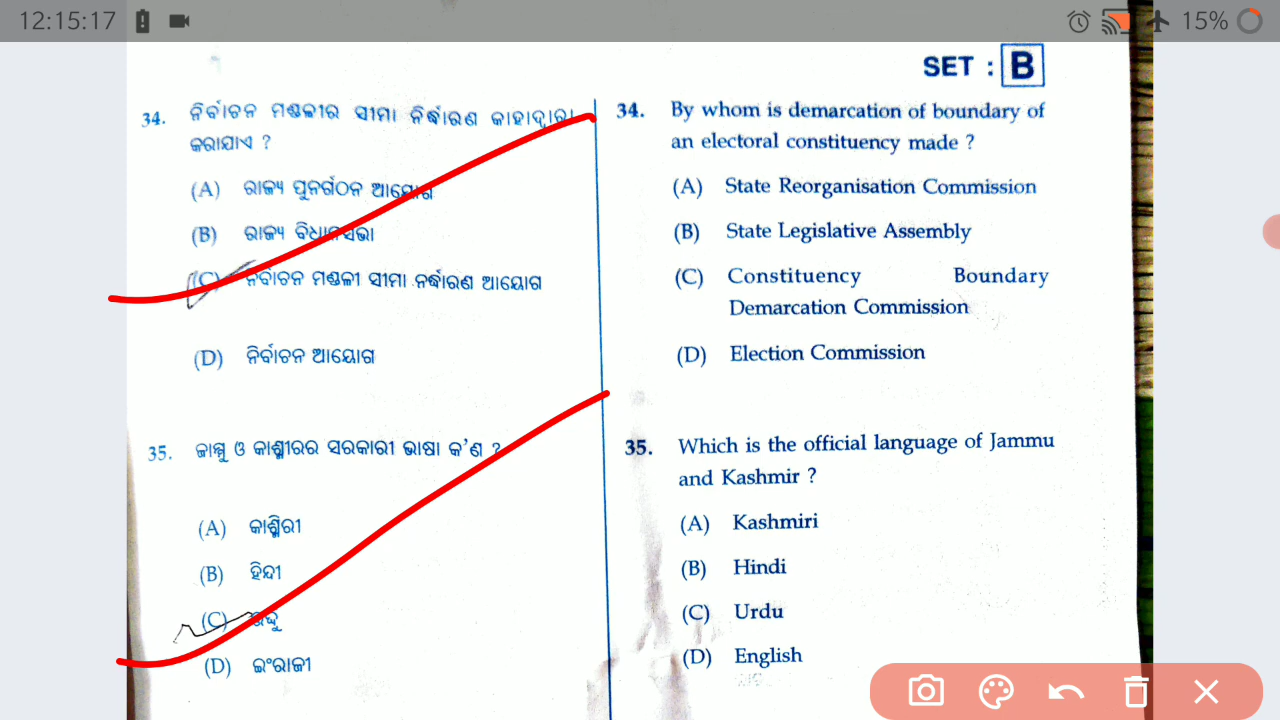 12:15:17
15%
SET : B
34. ନିର୍ବାଚନ ମଣ୍ଡଳୀର ସୀମା ନିର୍ଦ୍ଧାରଣ କାହାଦ୍ୱାରା
କରାଯାଏ ?
(A) ରାଜ୍ୟ ପୁନର୍ଗଠନ ଆୟୋଗ
(B) ରାଜ୍ୟ ବିଧାନସଭା
(C) ନିର୍ବାଚନ ମଣ୍ଡଳୀ ସୀମା ନର୍ଦ୍ଧାରଣ ଆୟୋଗ
(D) ନିର୍ବାଚନ ଆୟୋଗ
35. ଜାମ୍ମୁ ଓ କାଶ୍ମୀରର ସରକାରୀ ଭାଷା କ'ଣ ?
(A) କାଶ୍ମିରୀ
(B) ହିନ୍ଦୀ
(C)
(D) ଇଂରାଜୀ
34. By whom is demarcation of boundary of
an electoral constituency made ?
(A) State Reorganisation Commission
(B) State Legislative Assembly
(C) Constituency Boundary
Demarcation Commission
(D) Election Commission
35. Which is the official language of Jammu
and Kashmir ?
(A) Kashmiri
(B) Hindi
(C) Urdu
(D) English